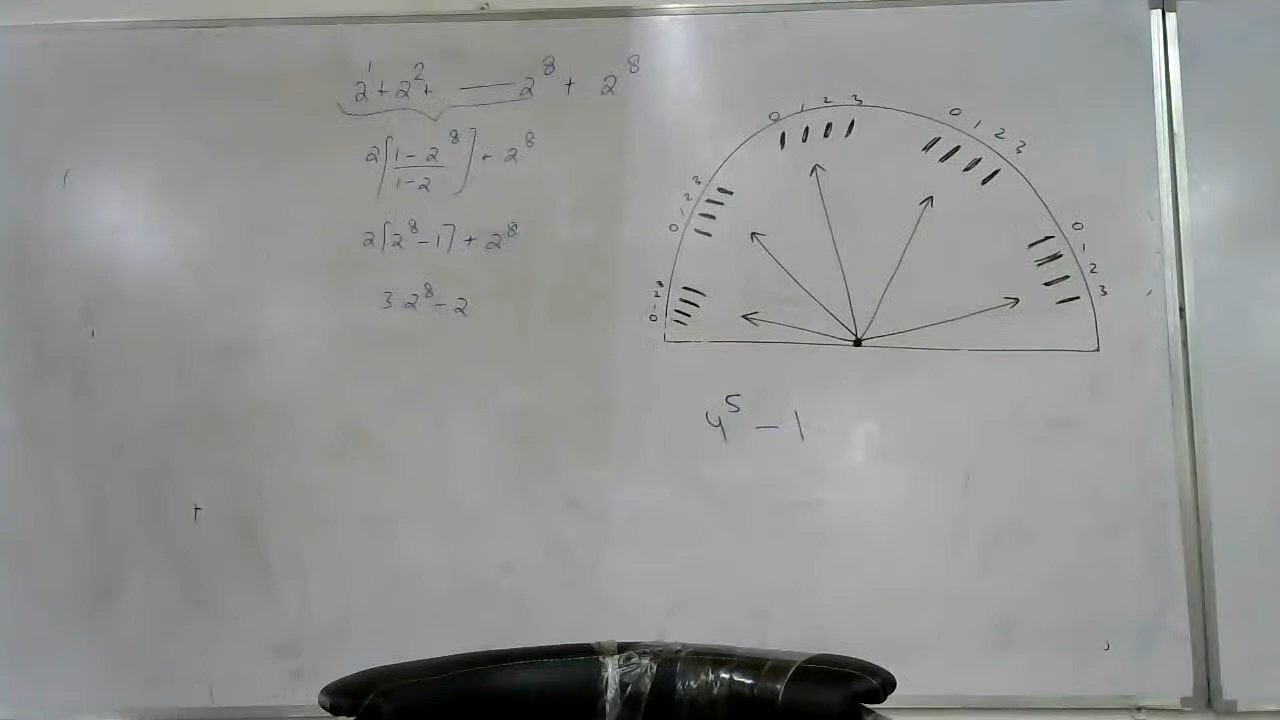 2¹ + 2² + —— 2⁸ + 2⁸
2[(1-2⁸)/(1-2)] + 2⁸
2[2⁸ - 1] + 2⁸
3 2⁸ - 2
0 1 2 3
0 1 2 3
0 1 2 3
0 1 2 3
0 1 2 3
4⁵ - 1